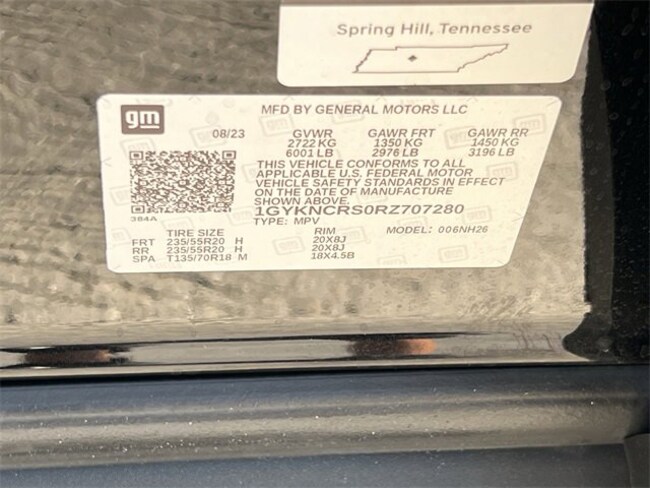 Spring Hill, Tennessee
gm
MFD BY GENERAL MOTORS LLC
08/23 GVWR GAWR FRT GAWR RR
2722 KG 1350 KG 1450 KG
6001 LB 2976 LB 3196 LB
THIS VEHICLE CONFORMS TO ALL
APPLICABLE U.S. FEDERAL MOTOR
VEHICLE SAFETY STANDARDS IN EFFECT
ON THE DATE OF MANUFACTURE
SHOWN ABOVE.
384A
1GYKNCRS0RZ707280
TYPE: MPV MODEL: 006NH26
TIRE SIZE RIM
FRT 235/55R20 H 20X8J
RR 235/55R20 H 20X8J
SPA T135/70R18 M 18X4.5B